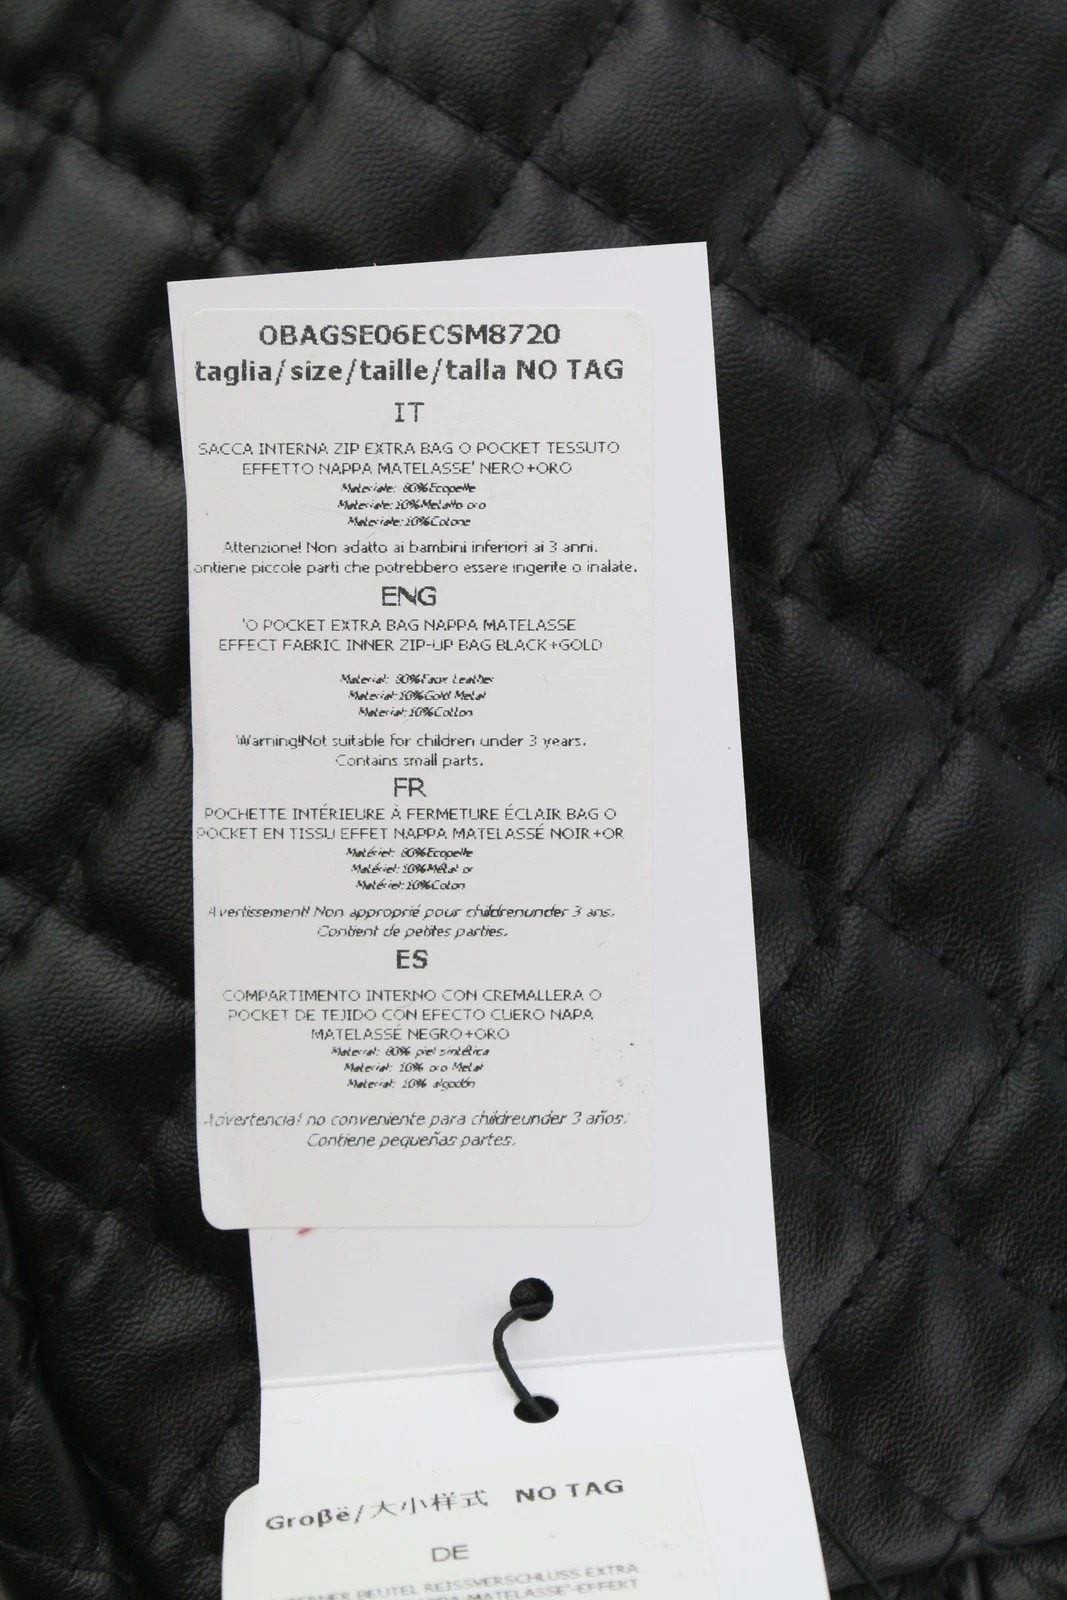 OBAGSE06ECSM8720
taglia/size/taille/talla NO TAG
IT
SACCA INTERNA ZIP EXTRA BAG O POCKET TESSUTO
EFFETTO NAPPA MATELASSE' NERO+ORO
Materiale: 80%Ecopelle
Materiale:10%Metallo oro
Materiale:10%Cotone
Attenzione! Non adatto ai bambini inferiori ai 3 anni.
ontiene piccole parti che potrebbero essere ingerite o inalate.
ENG
'O POCKET EXTRA BAG NAPPA MATELASSE
EFFECT FABRIC INNER ZIP-UP BAG BLACK+GOLD
Material: 80%Faux Leather
Material:10%Gold Metal
Material:10%Cotton
Warning!Not suitable for children under 3 years.
Contains small parts.
FR
POCHETTE INTÉRIEURE À FERMETURE ÉCLAIR BAG O
POCKET EN TISSU EFFET NAPPA MATELASSÉ NOIR+OR
Matériel: 80%Ecopelle
Matériel:10%Métal or
Matériel:10%Coton
Avertissement! Non approprié pour childrenunder 3 ans.
Contient de petites parties.
ES
COMPARTIMENTO INTERNO CON CREMALLERA O
POCKET DE TEJIDO CON EFECTO CUERO NAPA
MATELASSÉ NEGRO+ORO
Material: 80% piel sintética
Material: 10% oro Metal
Material: 10% algodón
Advertencia! no conveniente para childreunder 3 años.
Contiene pequeñas partes.
Groβë/大小样式 NO TAG
DE
BEUTEL REISSVERSCHLUSS EXTRA
MATELASSE'-EFFEKT